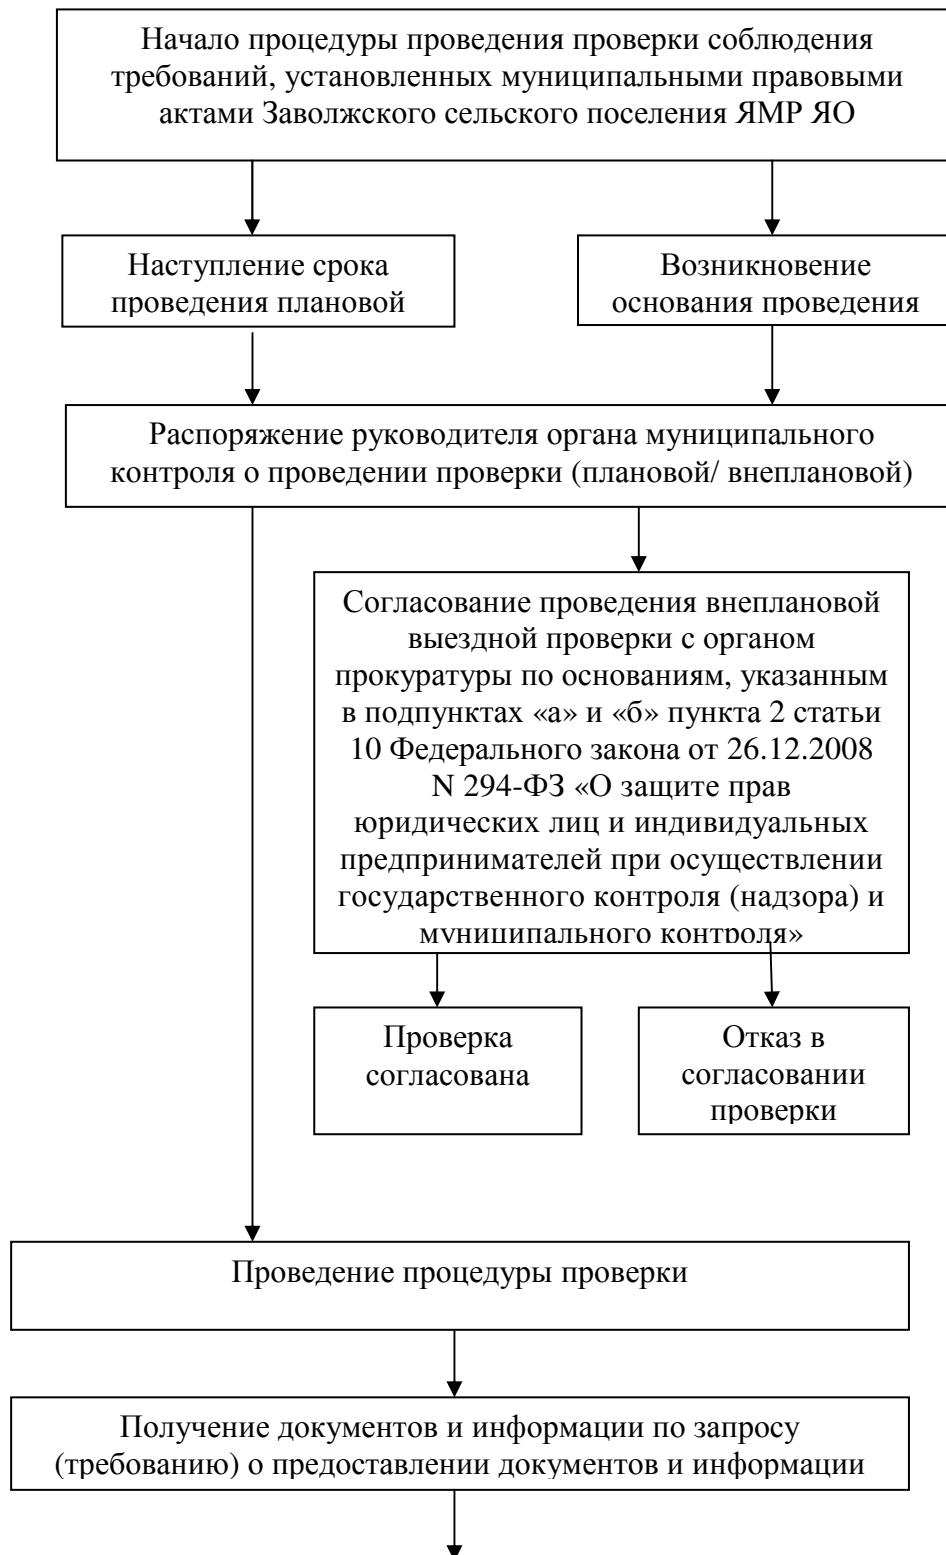 Начало процедуры проведения проверки соблюдения
требований, установленных муниципальными правовыми
актами Заволжского сельского поселения ЯМР ЯО
Наступление срока
проведения плановой
Возникновение
основания проведения
Распоряжение руководителя органа муниципального
контроля о проведении проверки (плановой/ внеплановой)
Согласование проведения внеплановой
выездной проверки с органом
прокуратуры по основаниям, указанным
в подпунктах «а» и «б» пункта 2 статьи
10 Федерального закона от 26.12.2008
N 294-ФЗ «О защите прав
юридических лиц и индивидуальных
предпринимателей при осуществлении
государственного контроля (надзора) и
муниципального контроля»
Проверка
согласована
Отказ в
согласовании
проверки
Проведение процедуры проверки
Получение документов и информации по запросу
(требованию) о предоставлении документов и информации